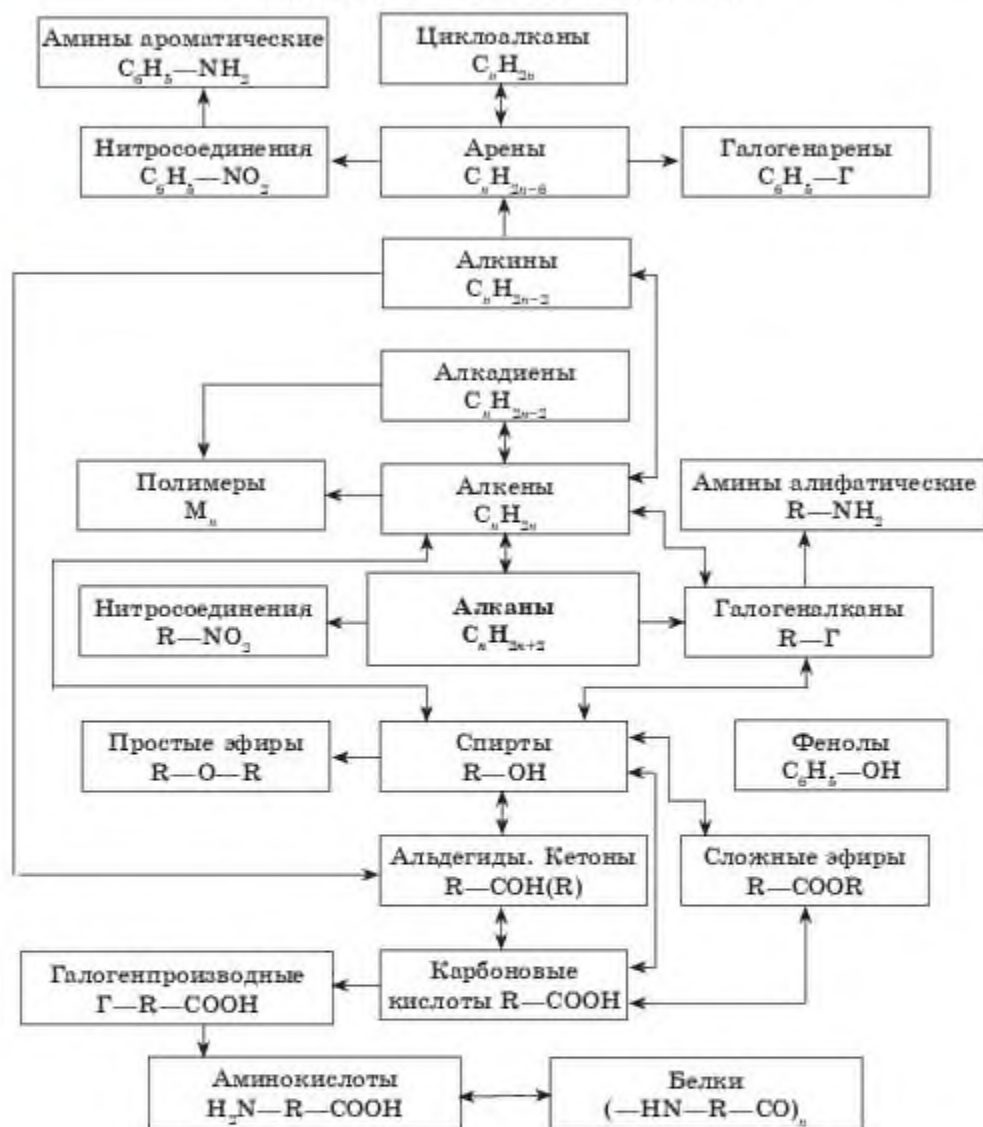 Амины ароматические
C₆H₅—NH₂
Циклоалканы
CₙH₂ₙ
Нитросоединения
C₆H₅—NO₂
Арены
CₙH₂ₙ₋₆
Галогенарены
C₆H₅—Г
Алкины
CₙH₂ₙ₋₂
Алкадиены
CₙH₂ₙ₋₂
Полимеры
Mₙ
Алкены
CₙH₂ₙ
Амины алифатические
R—NH₂
Нитросоединения
R—NO₂
Алканы
CₙH₂ₙ₊₂
Галогеналканы
R—Г
Простые эфиры
R—O—R
Спирты
R—OH
Фенолы
C₆H₅—OH
Альдегиды. Кетоны
R—COH(R)
Сложные эфиры
R—COOR
Галогенпроизводные
Г—R—COOH
Карбоновые
кислоты R—COOH
Аминокислоты
H₂N—R—COOH
Белки
(—HN—R—CO)ₙ